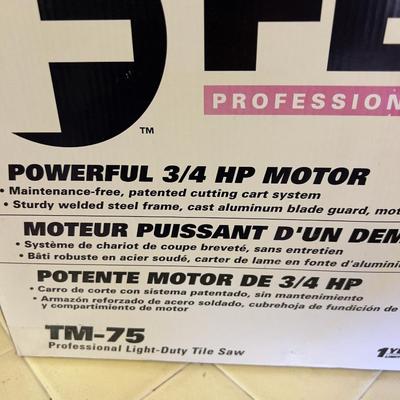 PROFESSION
TM
POWERFUL 3/4 HP MOTOR
• Maintenance-free, patented cutting cart system
• Sturdy welded steel frame, cast aluminum blade guard, mot
MOTEUR PUISSANT D'UN DEM
• Système de chariot de coupe breveté, sans entretien
• Bâti robuste en acier soudé, carter de lame en fonte d'alumini
POTENTE MOTOR DE 3/4 HP
• Carro de corte con sistema patentado, sin mantenimiento
• Armazón reforzado de acero soldado, cubrehoja de fundición de
y compartimiento de motor
TM-75
Professional Light-Duty Tile Saw
1